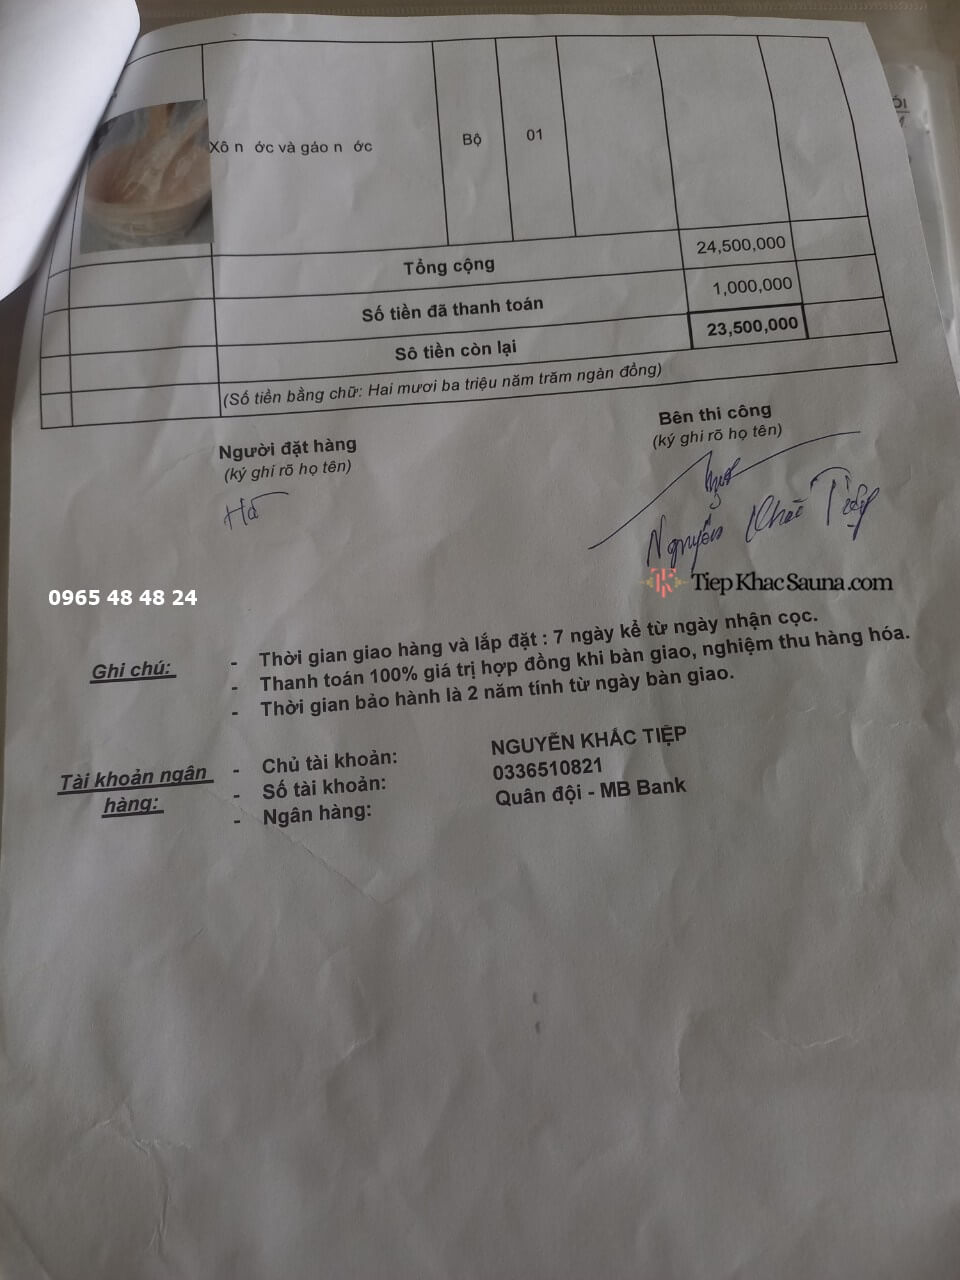 Xô n ớc và gáo n ớc
Bộ
01
Tổng cộng
24,500,000
Số tiền đã thanh toán
1,000,000
Sô tiền còn lại
23,500,000
(Số tiền bằng chữ: Hai mươi ba triệu năm trăm ngàn đồng)
Người đặt hàng
(ký ghi rõ họ tên)
Bên thi công
(ký ghi rõ họ tên)
Hà
Nguyễn Khắc Tiệp
TiepKhacSauna.com
0965 48 48 24
Ghi chú:
- Thời gian giao hàng và lắp đặt : 7 ngày kể từ ngày nhận cọc.
- Thanh toán 100% giá trị hợp đồng khi bàn giao, nghiệm thu hàng hóa.
- Thời gian bảo hành là 2 năm tính từ ngày bàn giao.
Tài khoản ngân
hàng:
- Chủ tài khoản: NGUYỄN KHẮC TIỆP
- Số tài khoản: 0336510821
- Ngân hàng: Quân đội - MB Bank